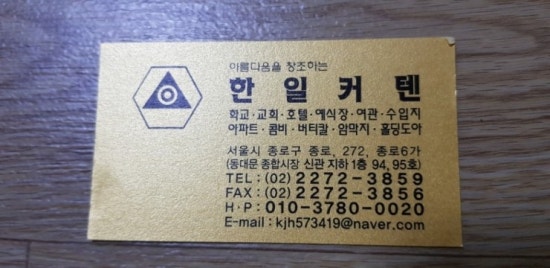 아름다움을 창조하는
한일커텐
학교·교회·호텔·예식장·여관·수입지
아파트·콤비·버티칼·암막지·홀딩도아
서울시 종로구 종로, 272, 종로6가
(동대문 종합시장 신관 지하 1층 94, 95호)
TEL : (02) 2272-3859
FAX : (02) 2272-3856
H·P : 010-3780-0020
E-mail : kjh573419@naver.com